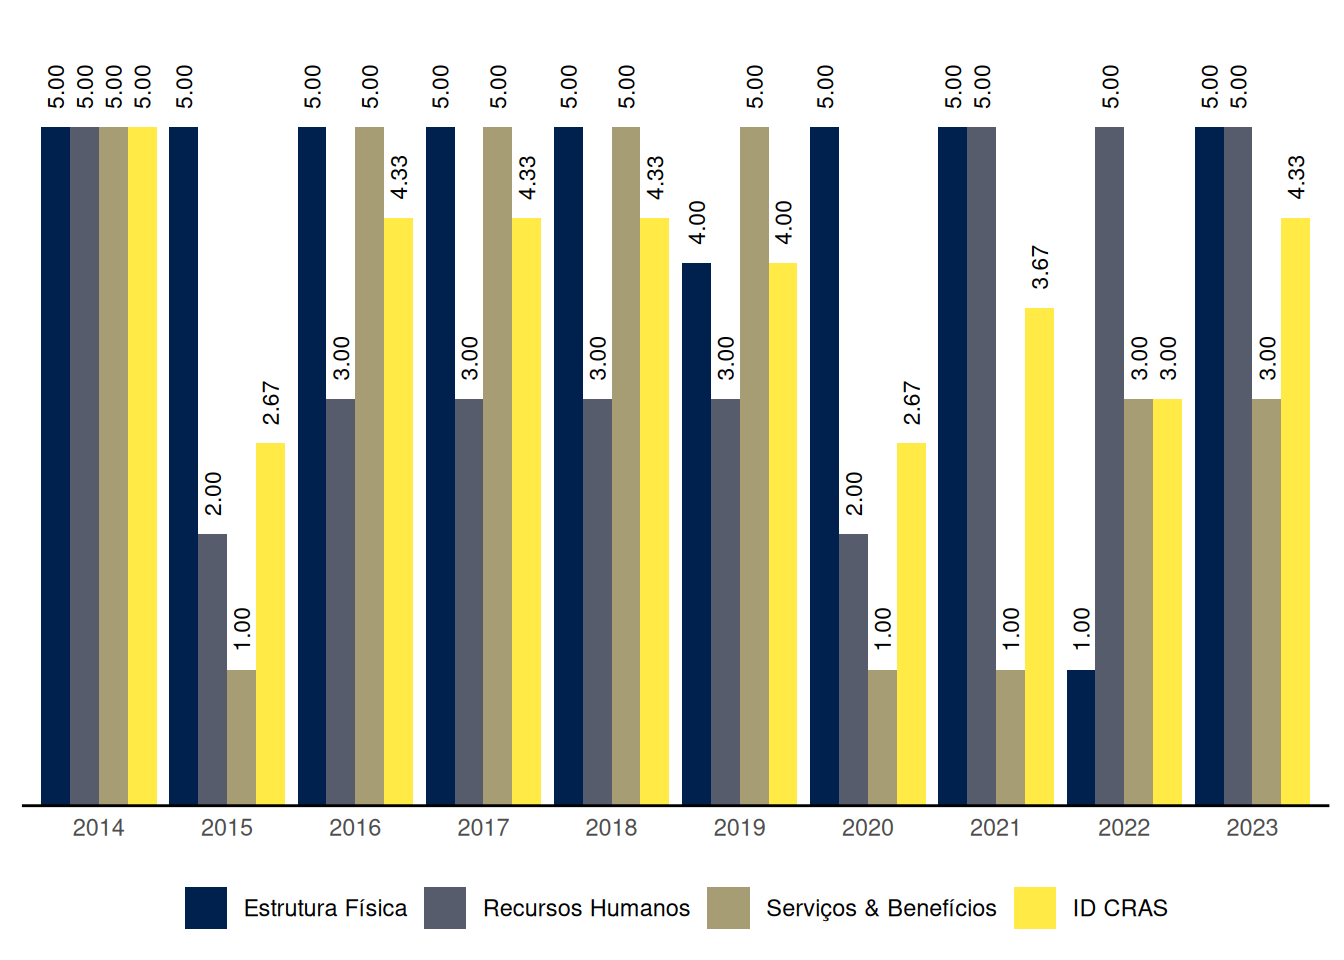 5.00 5.00 5.00 5.00 5.00 2.00 1.00 2.67 5.00 3.00 5.00 4.33 5.00 3.00 5.00 4.33 5.00 3.00 5.00 4.33 4.00 3.00 5.00 4.00 5.00 2.00 1.00 2.67 5.00 5.00 1.00 3.67 1.00 5.00 3.00 3.00 5.00 5.00 3.00 4.33
2014 2015 2016 2017 2018 2019 2020 2021 2022 2023
Estrutura Física Recursos Humanos Serviços & Benefícios ID CRAS